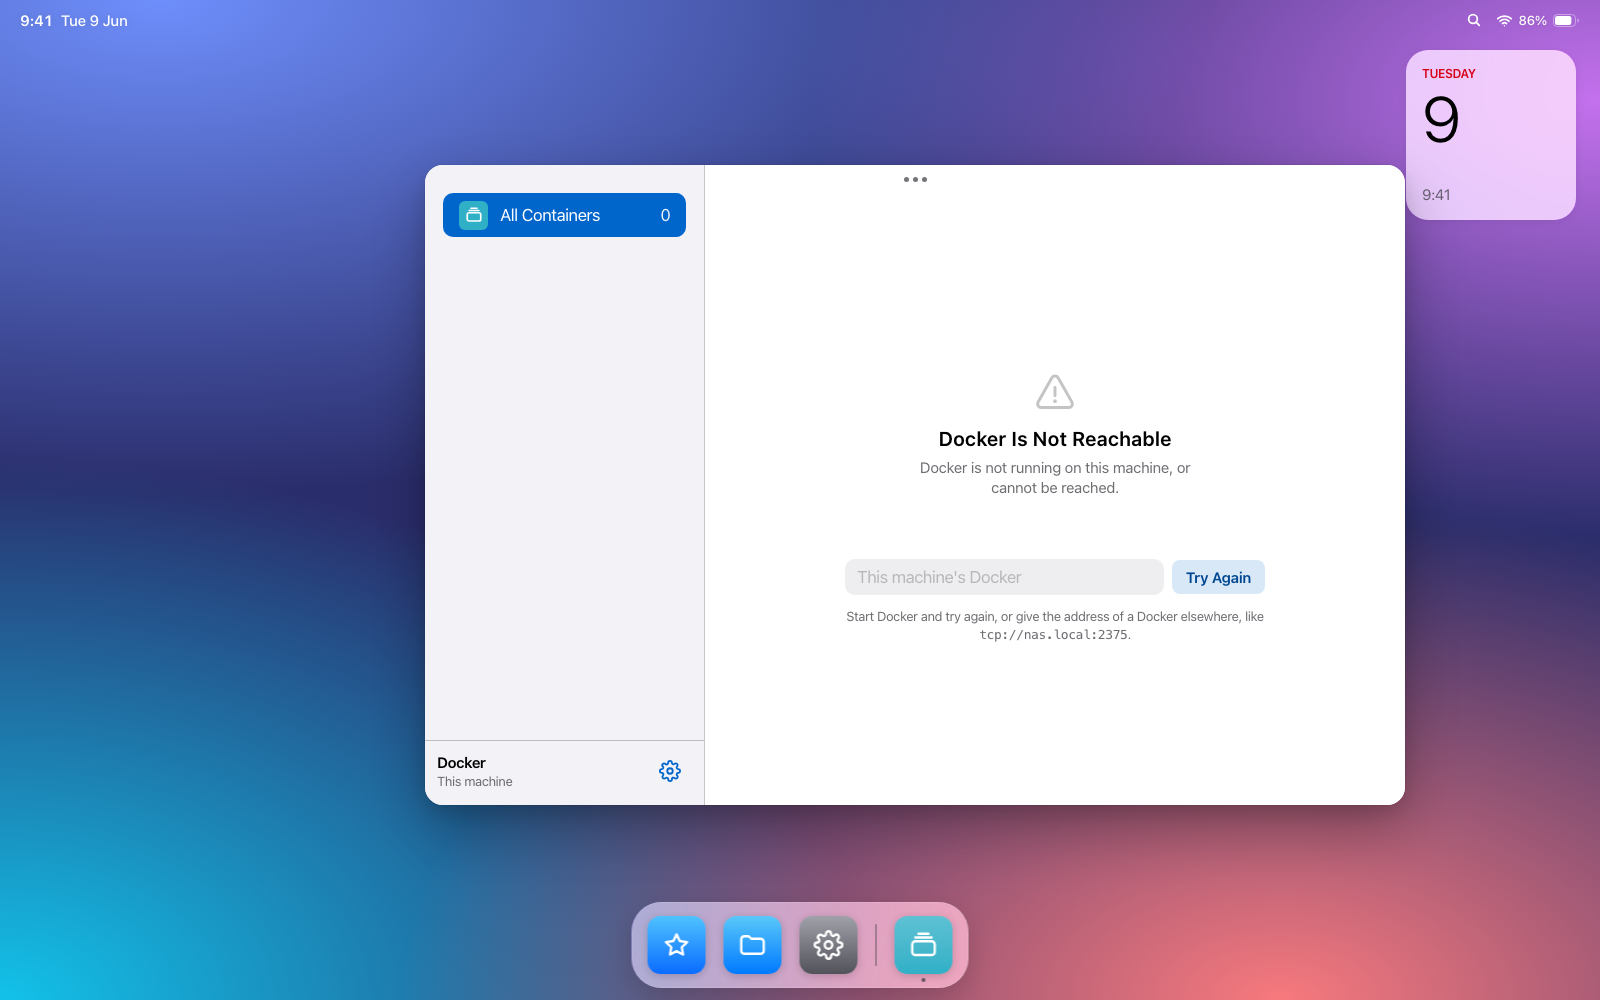 9:41 Tue 9 Jun
86%
TUESDAY
9
9:41
All Containers 0
Docker Is Not Reachable
Docker is not running on this machine, or
cannot be reached.
This machine's Docker
Try Again
Start Docker and try again, or give the address of a Docker elsewhere, like
tcp://nas.local:2375.
Docker
This machine